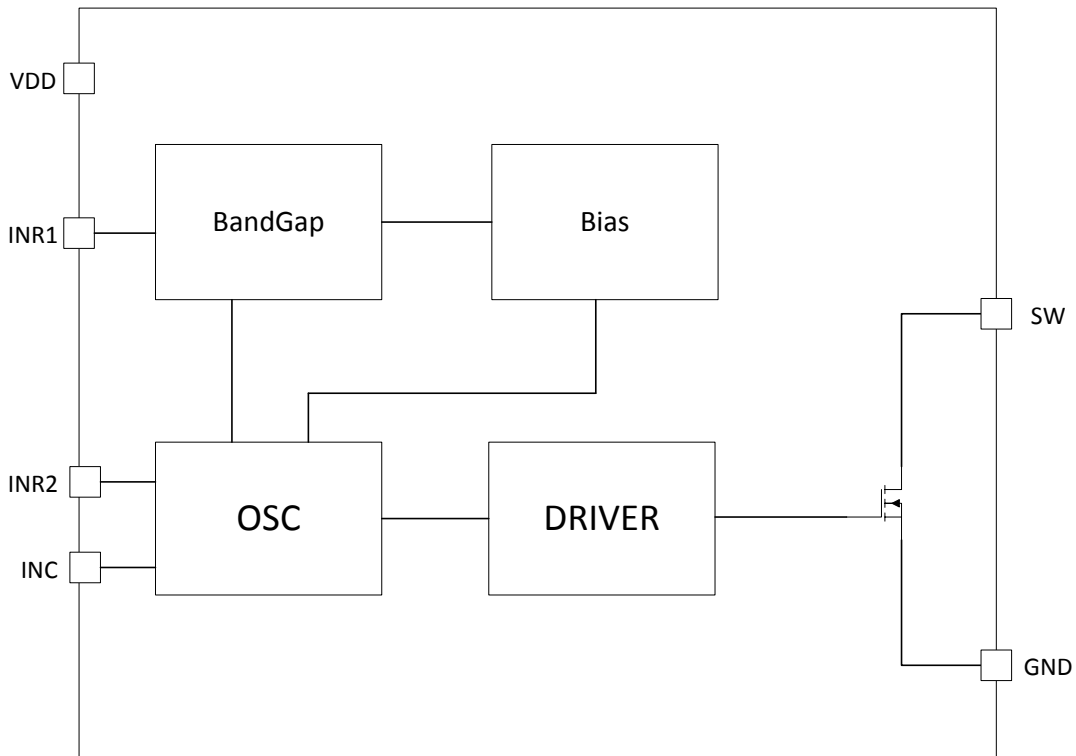 VDD
INR1
BandGap
Bias
SW
INR2
OSC
DRIVER
INC
GND